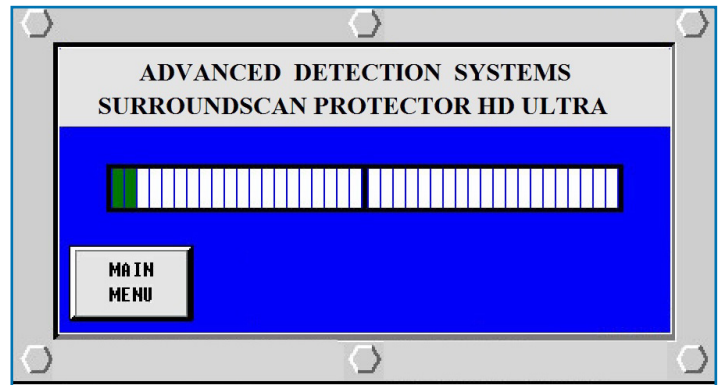 ADVANCED DETECTION SYSTEMS
SURROUNDSCAN PROTECTOR HD ULTRA
MAIN
MENU